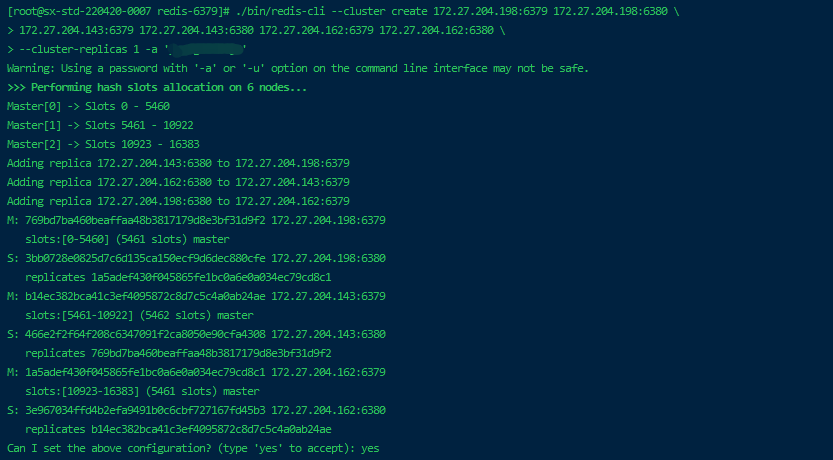 [root@sx-std-220420-0007 redis-6379]# ./bin/redis-cli --cluster create 172.27.204.198:6379 172.27.204.198:6380 \
> 172.27.204.143:6379 172.27.204.143:6380 172.27.204.162:6379 172.27.204.162:6380 \
> --cluster-replicas 1 -a ' '
Warning: Using a password with '-a' or '-u' option on the command line interface may not be safe.
>>> Performing hash slots allocation on 6 nodes...
Master[0] -> Slots 0 - 5460
Master[1] -> Slots 5461 - 10922
Master[2] -> Slots 10923 - 16383
Adding replica 172.27.204.143:6380 to 172.27.204.198:6379
Adding replica 172.27.204.162:6380 to 172.27.204.143:6379
Adding replica 172.27.204.198:6380 to 172.27.204.162:6379
M: 769bd7ba460beaffaa48b3817179d8e3bf31d9f2 172.27.204.198:6379
slots:[0-5460] (5461 slots) master
S: 3bb0728e0825d7c6d135ca150ecf9d6dec880cfe 172.27.204.198:6380
replicates 1a5adef430f045865fe1bc0a6e0a034ec79cd8c1
M: b14ec382bca41c3ef4095872c8d7c5c4a0ab24ae 172.27.204.143:6379
slots:[5461-10922] (5462 slots) master
S: 466e2f2f64f208c6347091f2ca8050e90cfa4308 172.27.204.143:6380
replicates 769bd7ba460beaffaa48b3817179d8e3bf31d9f2
M: 1a5adef430f045865fe1bc0a6e0a034ec79cd8c1 172.27.204.162:6379
slots:[10923-16383] (5461 slots) master
S: 3e967034ffd4b2efa9491b0c6cbf727167fd45b3 172.27.204.162:6380
replicates b14ec382bca41c3ef4095872c8d7c5c4a0ab24ae
Can I set the above configuration? (type 'yes' to accept): yes